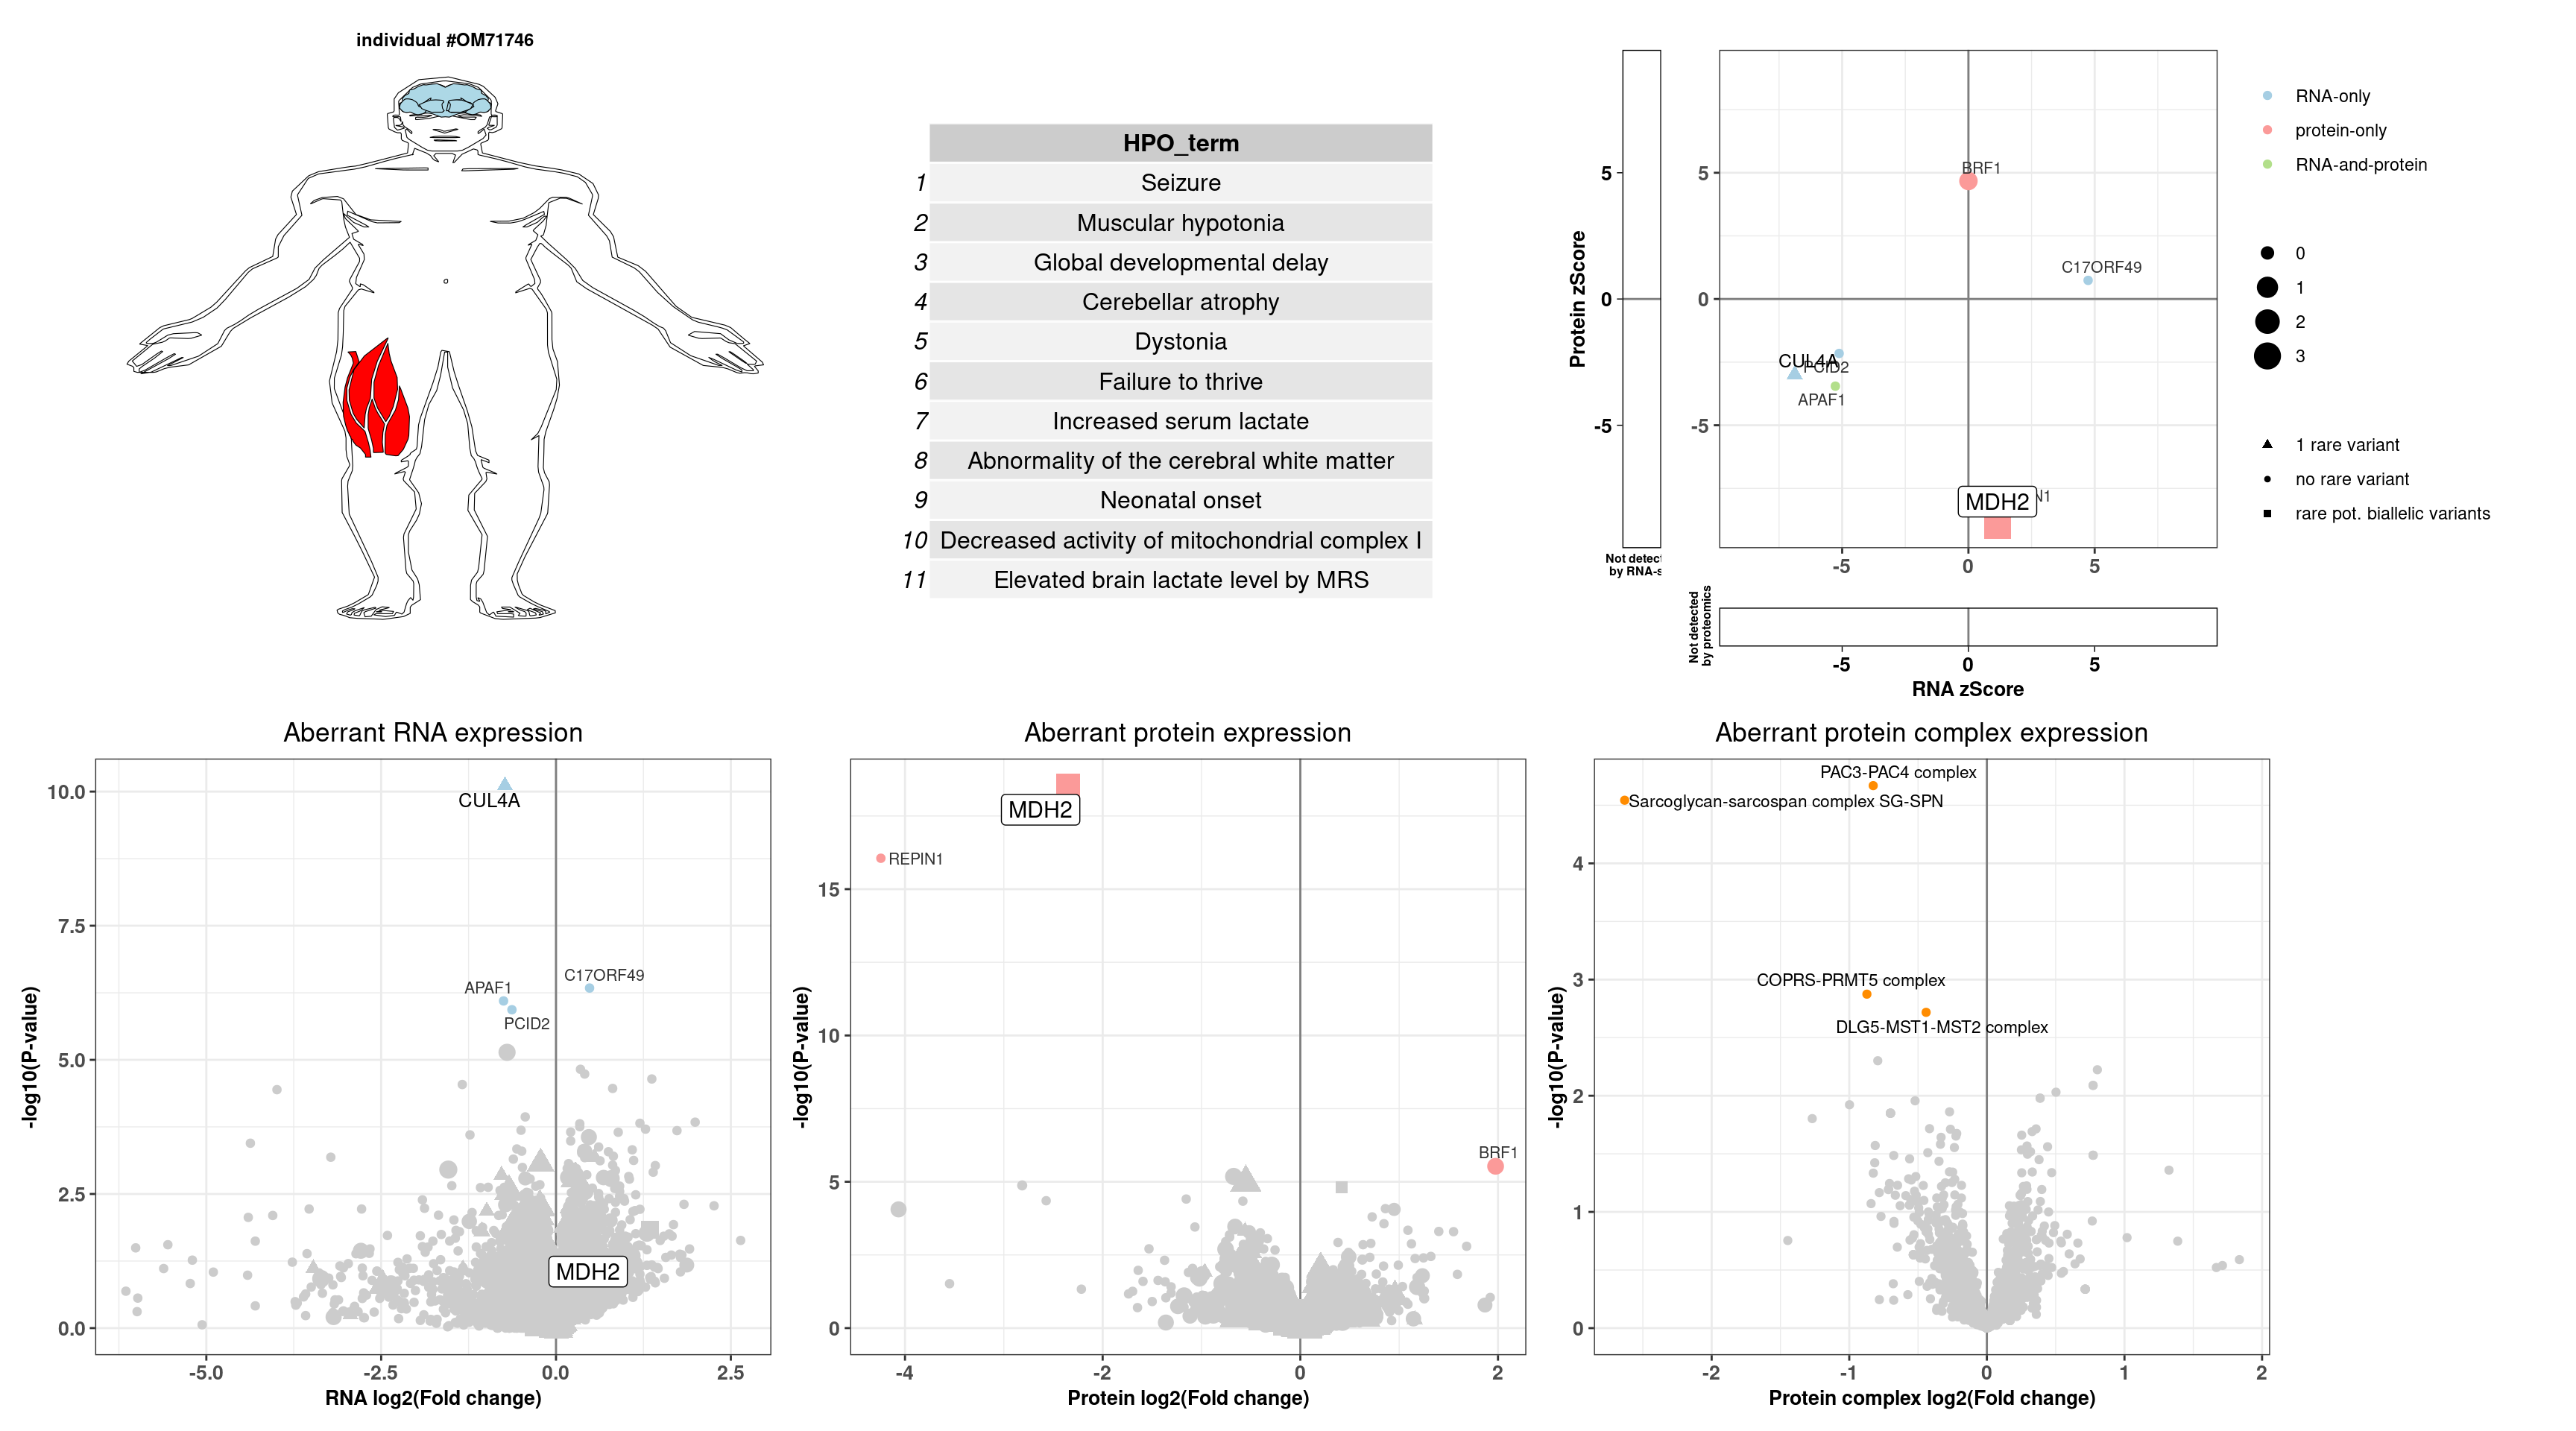 individual #OM71746
HPO_term
1 Seizure
2 Muscular hypotonia
3 Global developmental delay
4 Cerebellar atrophy
5 Dystonia
6 Failure to thrive
7 Increased serum lactate
8 Abnormality of the cerebral white matter
9 Neonatal onset
10 Decreased activity of mitochondrial complex I
11 Elevated brain lactate level by MRS
Protein zScore
5
0
-5
Not detect
by RNA-s
5
0
-5
BRF1
C17ORF49
CUL4A
PCID2
APAF1
MDH2
N1
-5 0 5
Not detected
by proteomics
-5 0 5
RNA zScore
RNA-only
protein-only
RNA-and-protein
0
1
2
3
1 rare variant
no rare variant
rare pot. biallelic variants
Aberrant RNA expression
-log10(P-value)
10.0
7.5
5.0
2.5
0.0
CUL4A
C17ORF49
APAF1
PCID2
MDH2
-5.0 -2.5 0.0 2.5
RNA log2(Fold change)
Aberrant protein expression
-log10(P-value)
15
10
5
0
MDH2
REPIN1
BRF1
-4 -2 0 2
Protein log2(Fold change)
Aberrant protein complex expression
-log10(P-value)
4
3
2
1
0
PAC3-PAC4 complex
Sarcoglycan-sarcospan complex SG-SPN
COPRS-PRMT5 complex
DLG5-MST1-MST2 complex
-2 -1 0 1 2
Protein complex log2(Fold change)